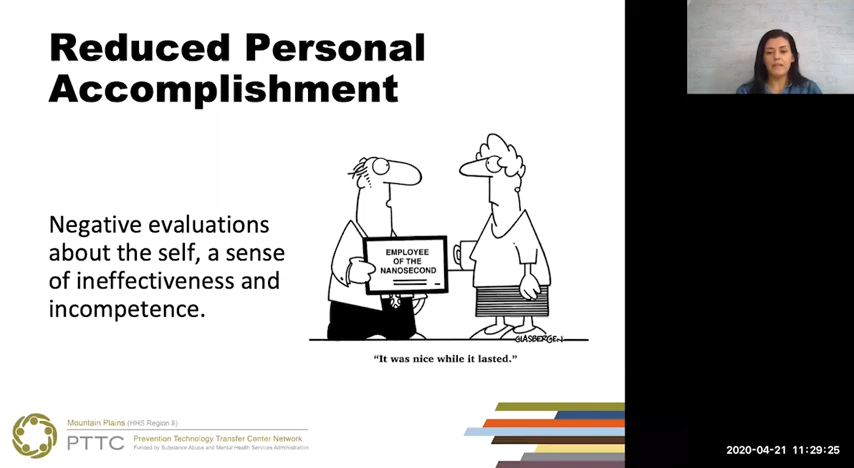 Reduced Personal
Accomplishment
Negative evaluations
about the self, a sense
of ineffectiveness and
incompetence.
EMPLOYEE
OF THE
NANOSECOND
GLASBERGEN
“It was nice while it lasted.”
Mountain Plains (HHS Region 8)
PTTC
Prevention Technology Transfer Center Network
Funded by Substance Abuse and Mental Health Services Administration
2020-04-21 11:29:25